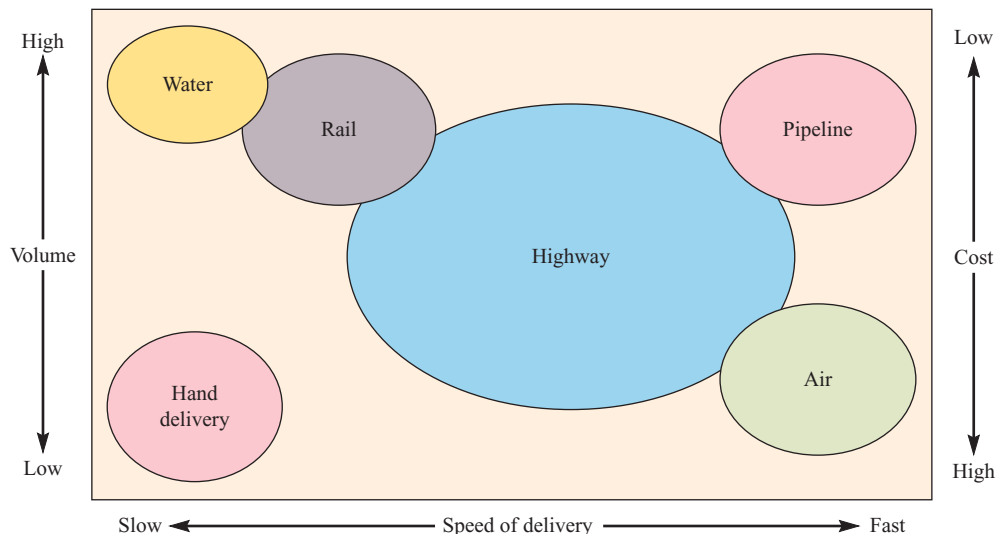 High
Low
Water
Rail
Pipeline
Volume
Highway
Cost
Air
Hand
delivery
Low
High
Slow
Speed of delivery
Fast